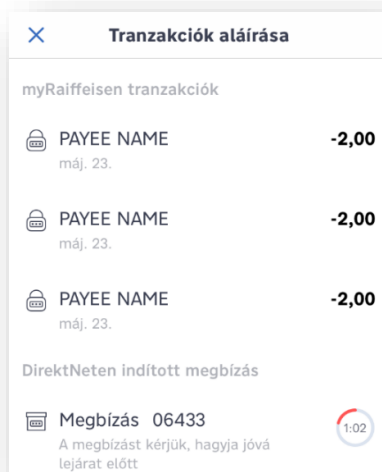 Tranzakciók aláírása
myRaiffeisen tranzakciók
PAYEE NAME -2,00
máj. 23.
PAYEE NAME -2,00
máj. 23.
PAYEE NAME -2,00
máj. 23.
DirektNeten indított megbízás
Megbízás 06433 1:02
A megbízást kérjük, hagyja jóvá
lejárat előtt